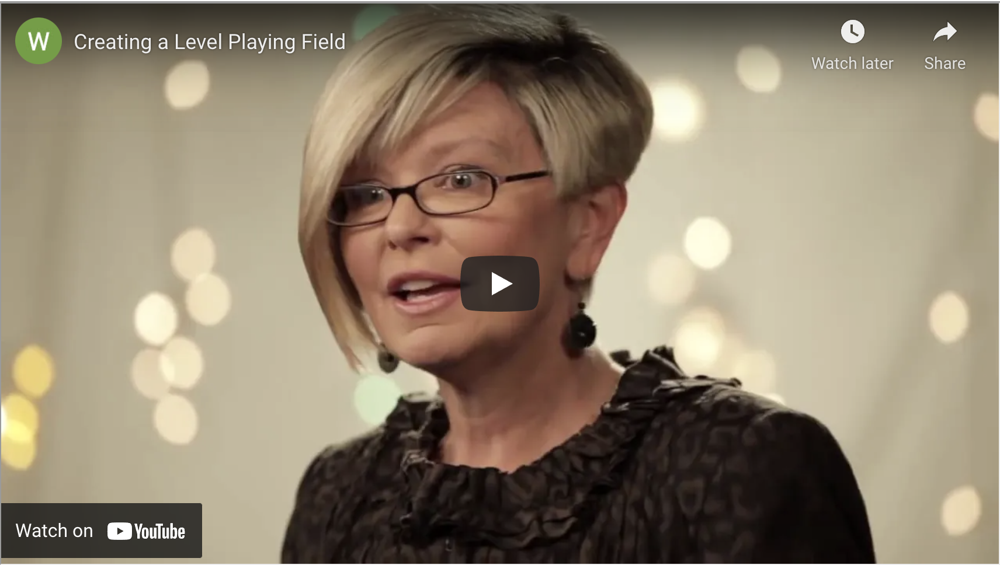 W
Creating a Level Playing Field
Watch later
Share
Watch on
YouTube